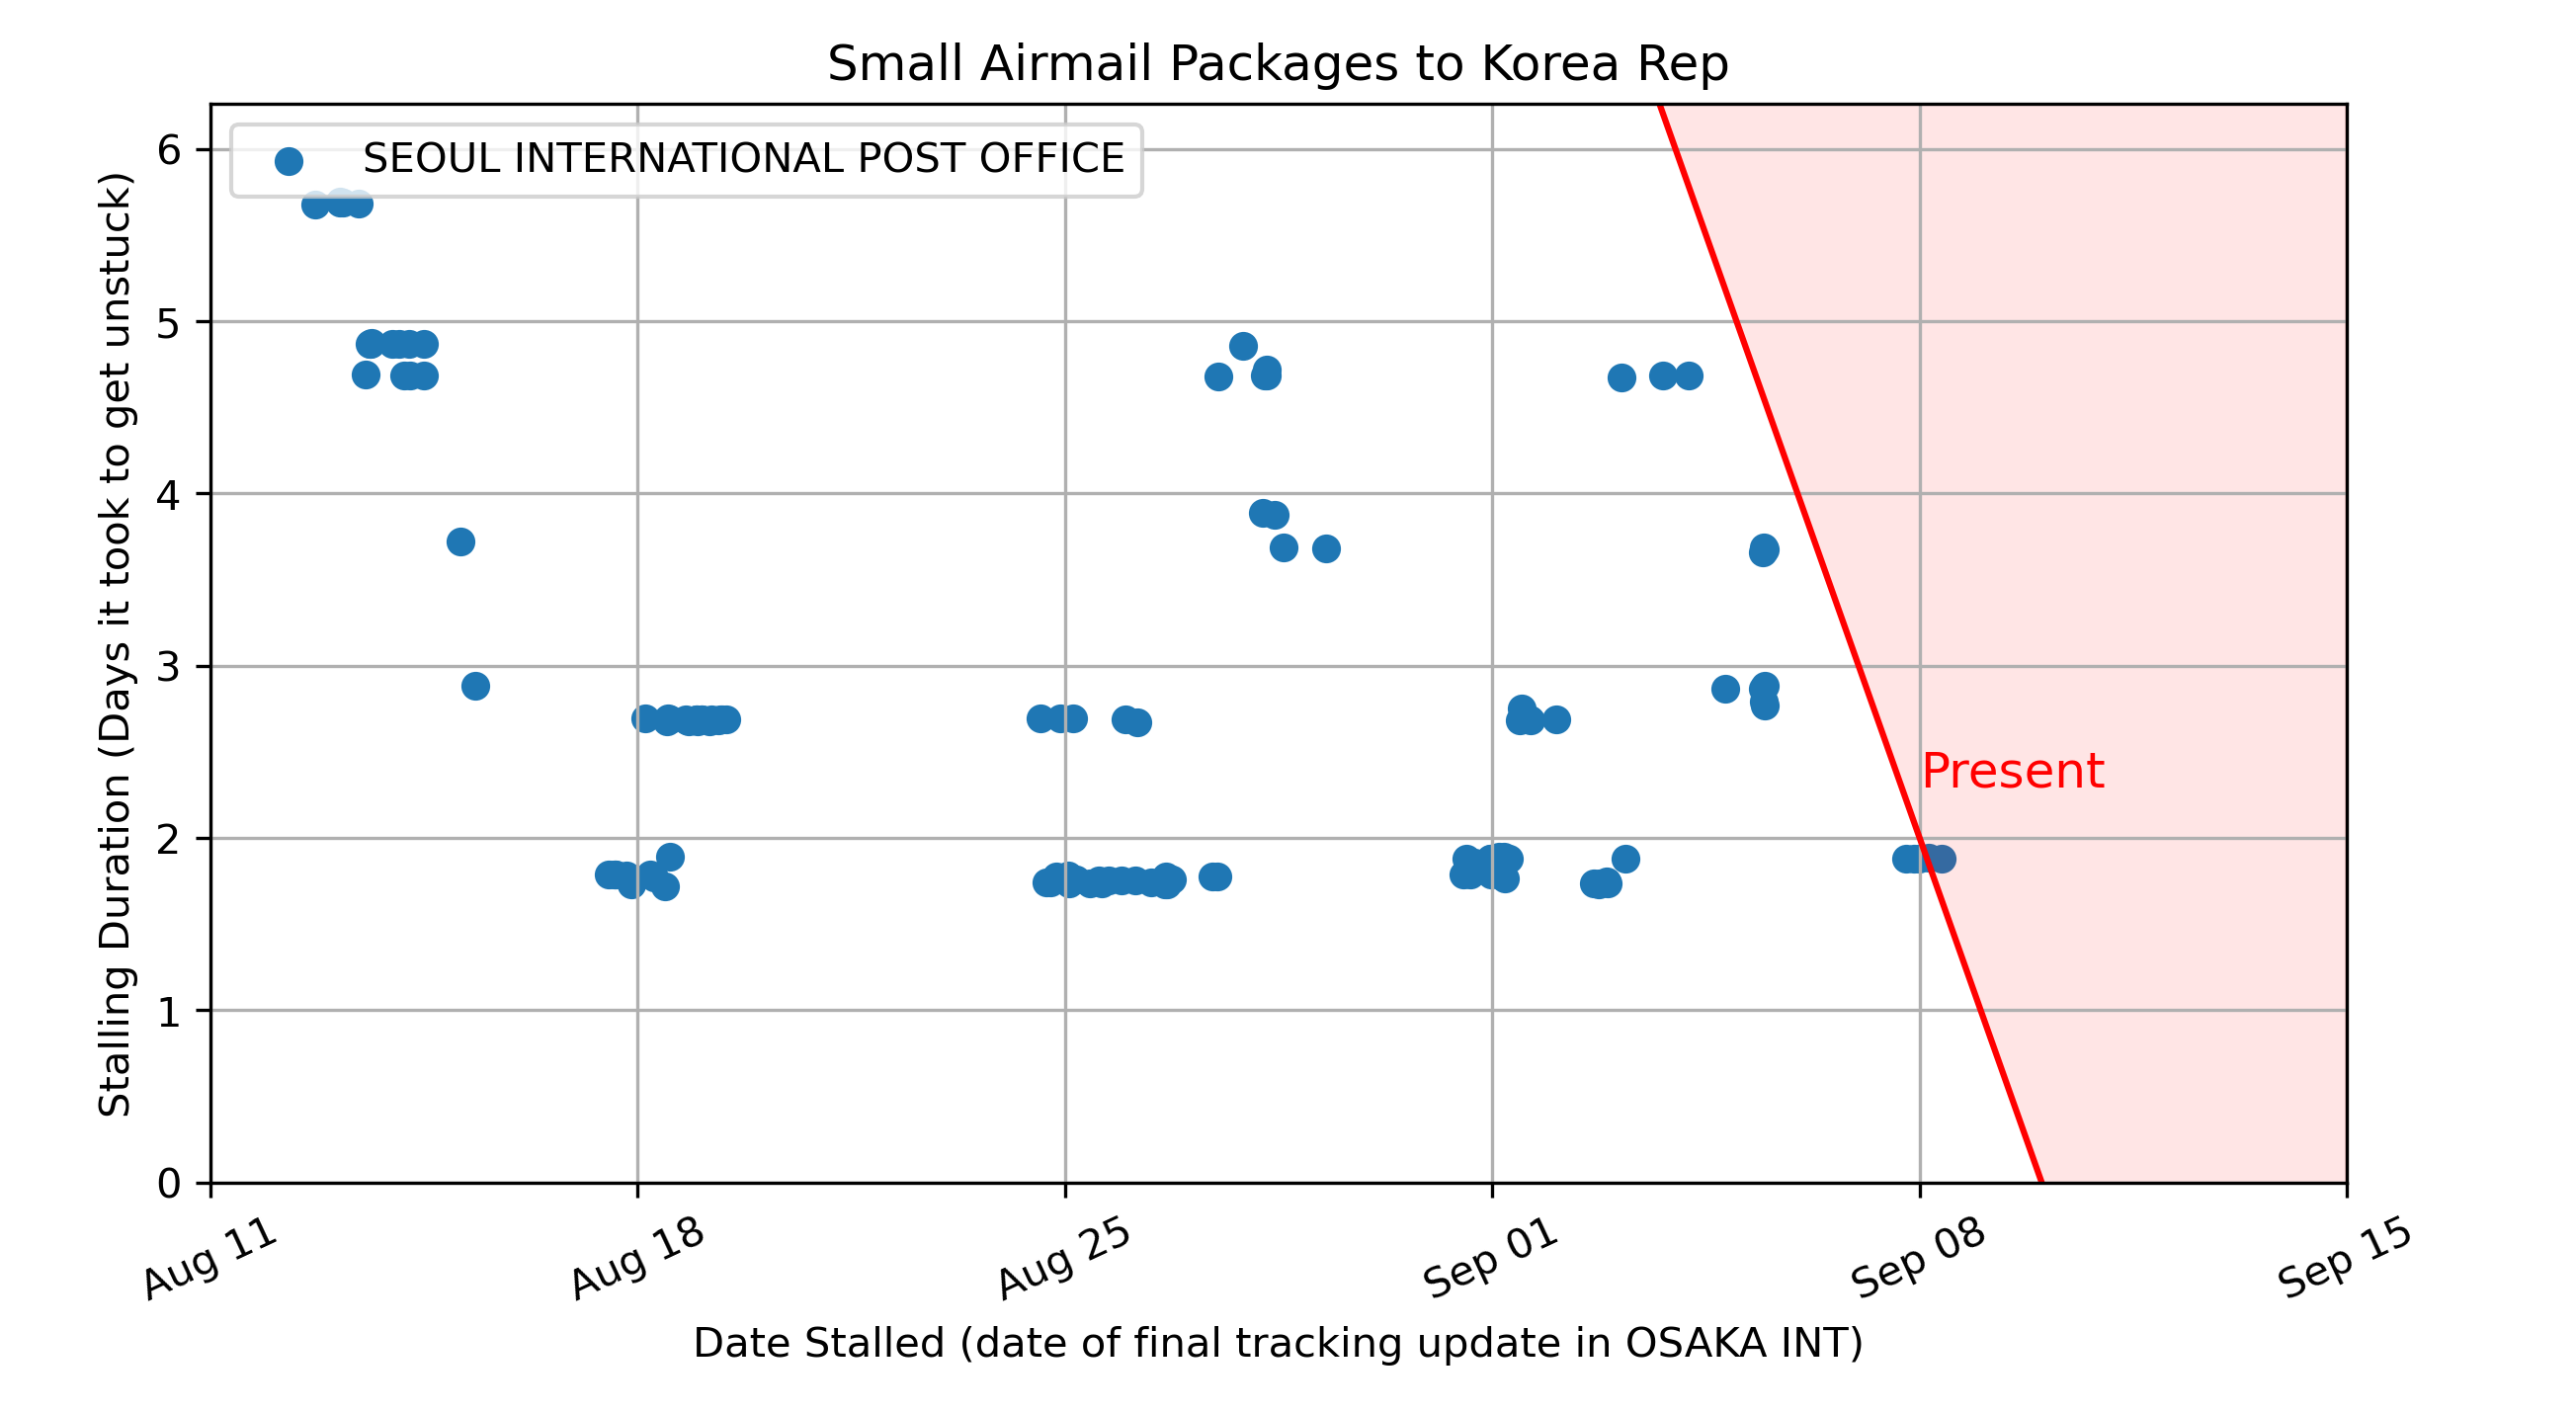 Small Airmail Packages to Korea Rep
SEOUL INTERNATIONAL POST OFFICE
Stalling Duration (Days it took to get unstuck)
6
5
4
3
2
1
0
Present
Aug 11
Aug 18
Aug 25
Sep 01
Sep 08
Sep 15
Date Stalled (date of final tracking update in OSAKA INT)